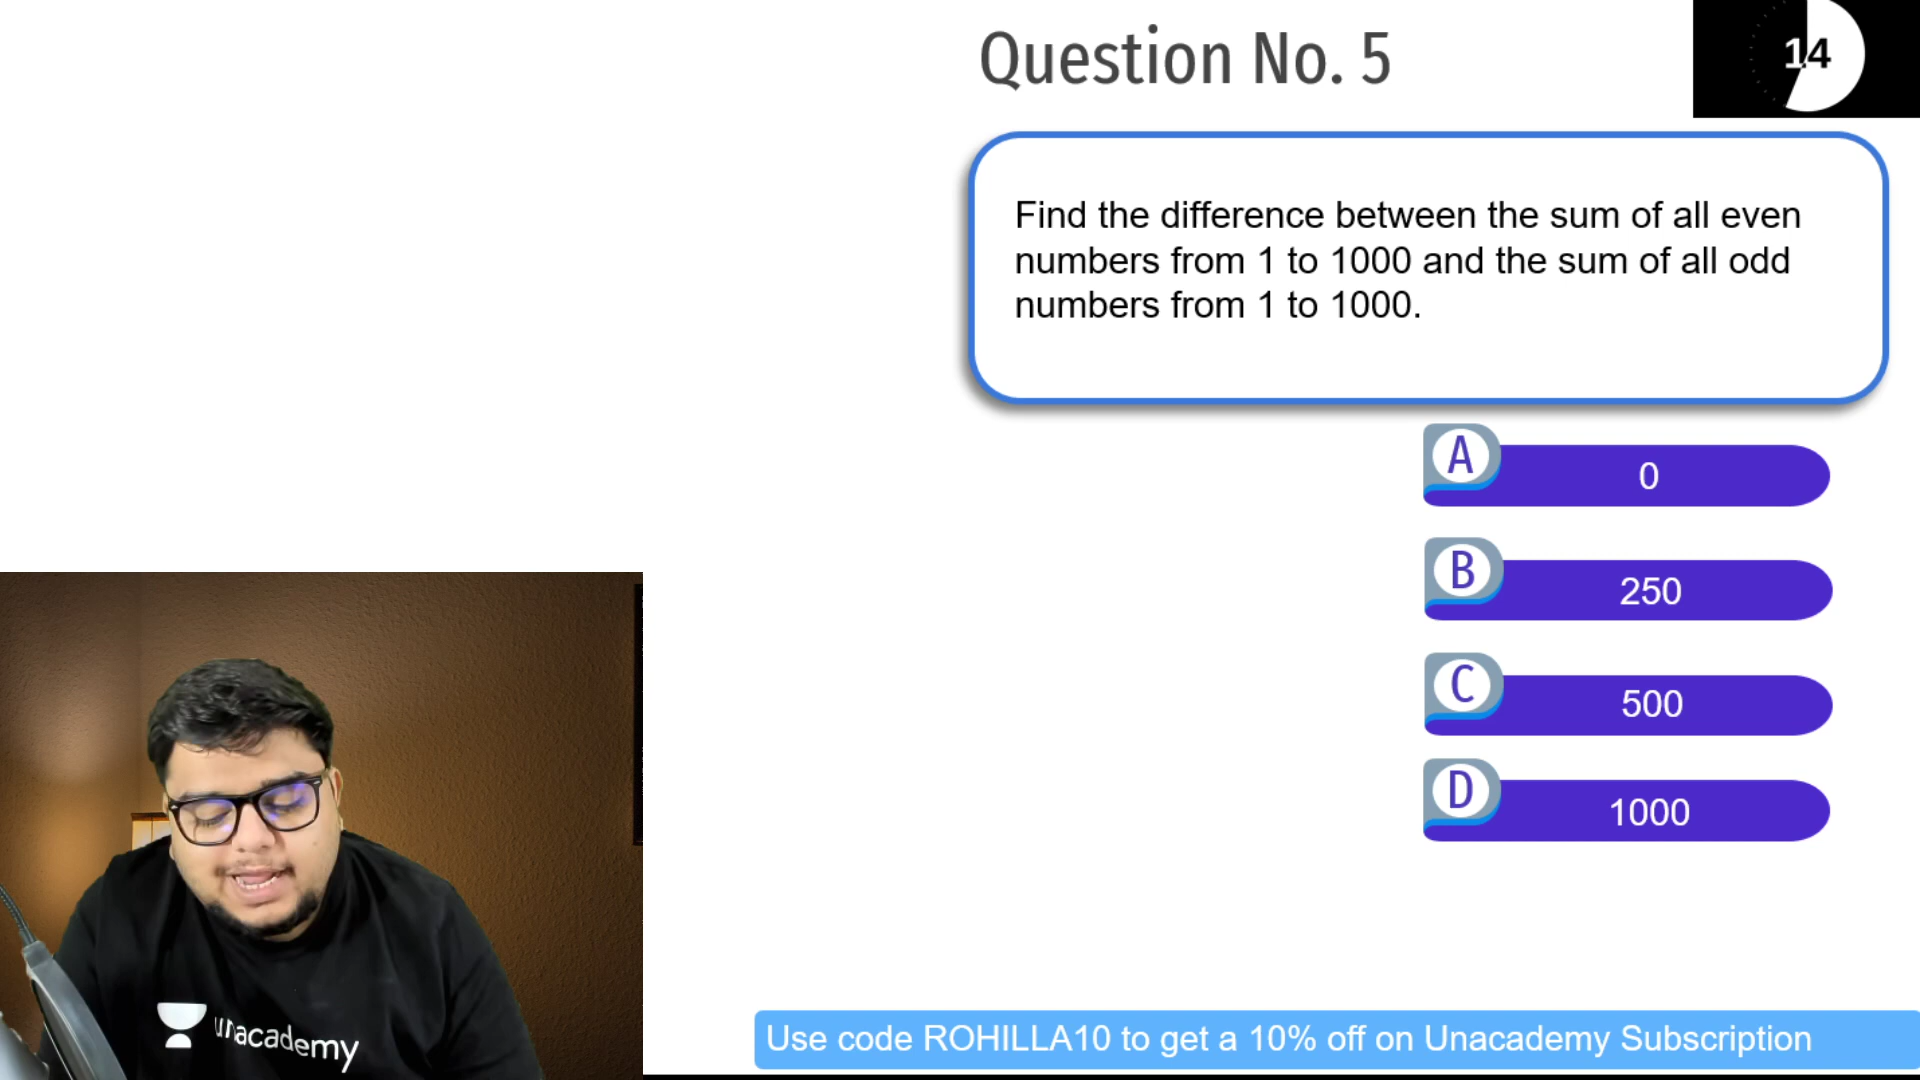 Question No. 5
14
Find the difference between the sum of all even
numbers from 1 to 1000 and the sum of all odd
numbers from 1 to 1000.
A
0
B
250
C
500
D
1000
unacademy
Use code ROHILLA10 to get a 10% off on Unacademy Subscription